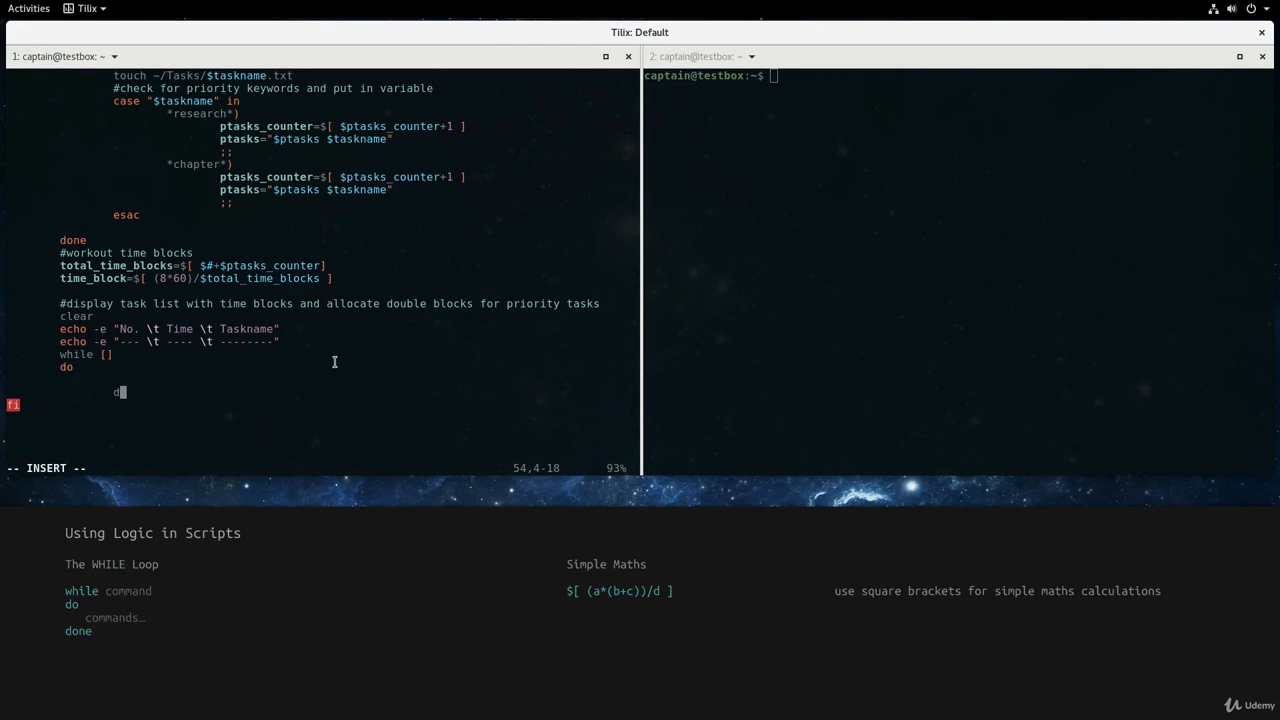 Activities Tilix
Tilix: Default
1: captain@testbox: ~
2: captain@testbox: ~
touch ~/Tasks/$taskname.txt
#check for priority keywords and put in variable
case "$taskname" in
*research*)
ptasks_counter=$[ $ptasks_counter+1 ]
ptasks="$ptasks $taskname"
;;
*chapter*)
ptasks_counter=$[ $ptasks_counter+1 ]
ptasks="$ptasks $taskname"
;;
esac
done
#workout time blocks
total_time_blocks=$[ $#+$ptasks_counter]
time_block=$[ (8*60)/$total_time_blocks ]
#display task list with time blocks and allocate double blocks for priority tasks
clear
echo -e "No. \t Time \t Taskname"
echo -e "--- \t ---- \t --------"
while []
do
d
fi
-- INSERT -- 54,4-18 93%
captain@testbox:~$
Using Logic in Scripts
The WHILE Loop
while command
do
commands…
done
Simple Maths
$[ (a*(b+c))/d ] use square brackets for simple maths calculations
Udemy